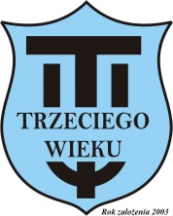 TRZECIEGO
WIEKU
Rok założenia 2003